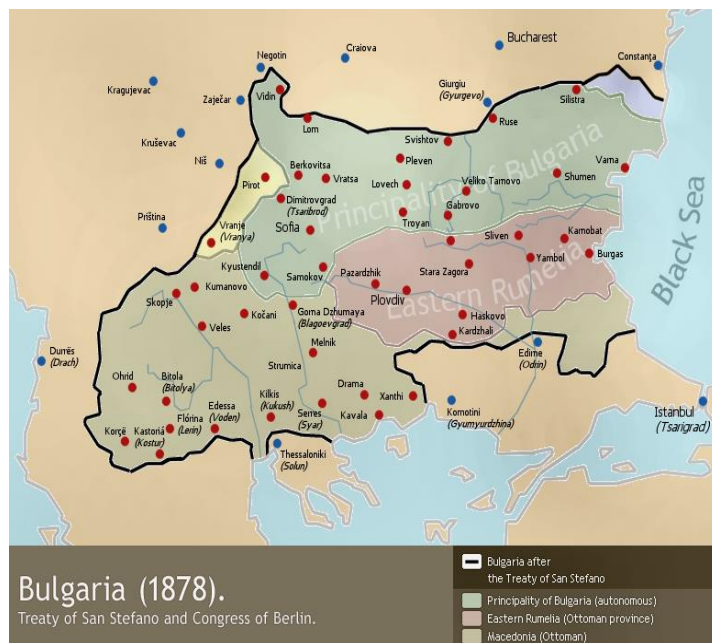 Bucharest
Craiova
Negotin
Constanţa
Kragujevac
Zaječar
Vidin
Giurgiu
(Gyurgevo)
Silistra
Lom
Ruse
Kruševac
Svishtov
Niš
Berkovitsa
Vratsa
Pleven
Varna
Pirot
Lovech
Veliko Tarnovo
Shumen
Dimitrovgrad
(Tsaribrod)
Principality of Bulgaria
Priština
Vranje
(Vranya)
Sofia
Troyan
Gabrovo
Sliven
Karnobat
Black Sea
Kyustendil
Samokov
Pazardzhik
Stara Zagora
Yambol
Burgas
Eastern Rumelia
Kumanovo
Skopje
Plovdiv
Kočani
Gorna Dzhumaya
(Blagoevgrad)
Haskovo
Veles
Kardzhali
Melnik
Edirne
(Odrin)
Durrës
(Drach)
Strumica
Ohrid
Bitola
(Bitolya)
Drama
Xanthi
Kilkis
(Kukush)
Edessa
(Voden)
Serres
(Syar)
Kavala
Komotini
(Gyumyurdzhina)
Istanbul
(Tsarigrad)
Korçë
Kastoriá
(Kostur)
Flórina
(Lerin)
Thessaloniki
(Solun)
Bulgaria (1878).
Treaty of San Stefano and Congress of Berlin.
Bulgaria after
the Treaty of San Stefano
Principality of Bulgaria (autonomous)
Eastern Rumelia (Ottoman province)
Macedonia (Ottoman)